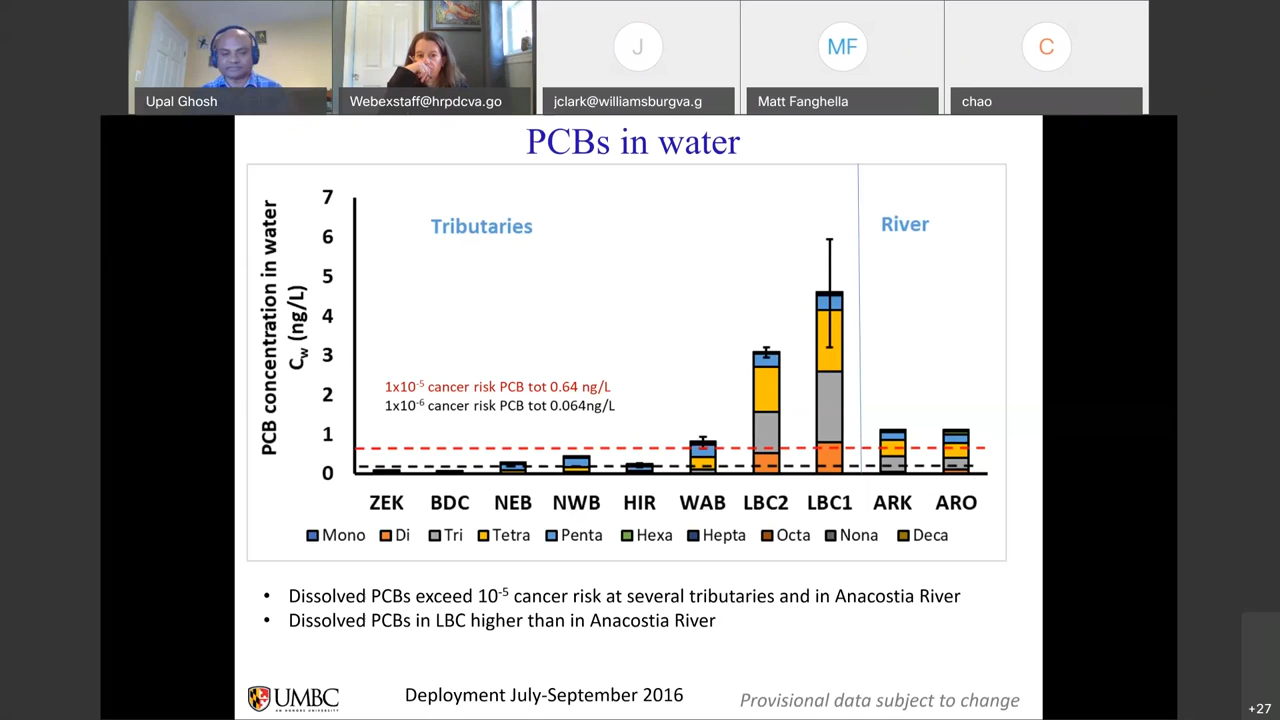 Upal Ghosh
Webexstaff@hrpdcva.go
J
jclark@williamsburgva.g
MF
Matt Fanghella
C
chao
PCBs in water
PCB concentration in water
Cw (ng/L)
7
6
5
4
3
2
1
0
Tributaries
River
1x10-5 cancer risk PCB tot 0.64 ng/L
1x10-6 cancer risk PCB tot 0.064ng/L
ZEK BDC NEB NWB HIR WAB LBC2 LBC1 ARK ARO
Mono Di Tri Tetra Penta Hexa Hepta Octa Nona Deca
• Dissolved PCBs exceed 10-5 cancer risk at several tributaries and in Anacostia River
• Dissolved PCBs in LBC higher than in Anacostia River
UMBC
Deployment July-September 2016
Provisional data subject to change
+27